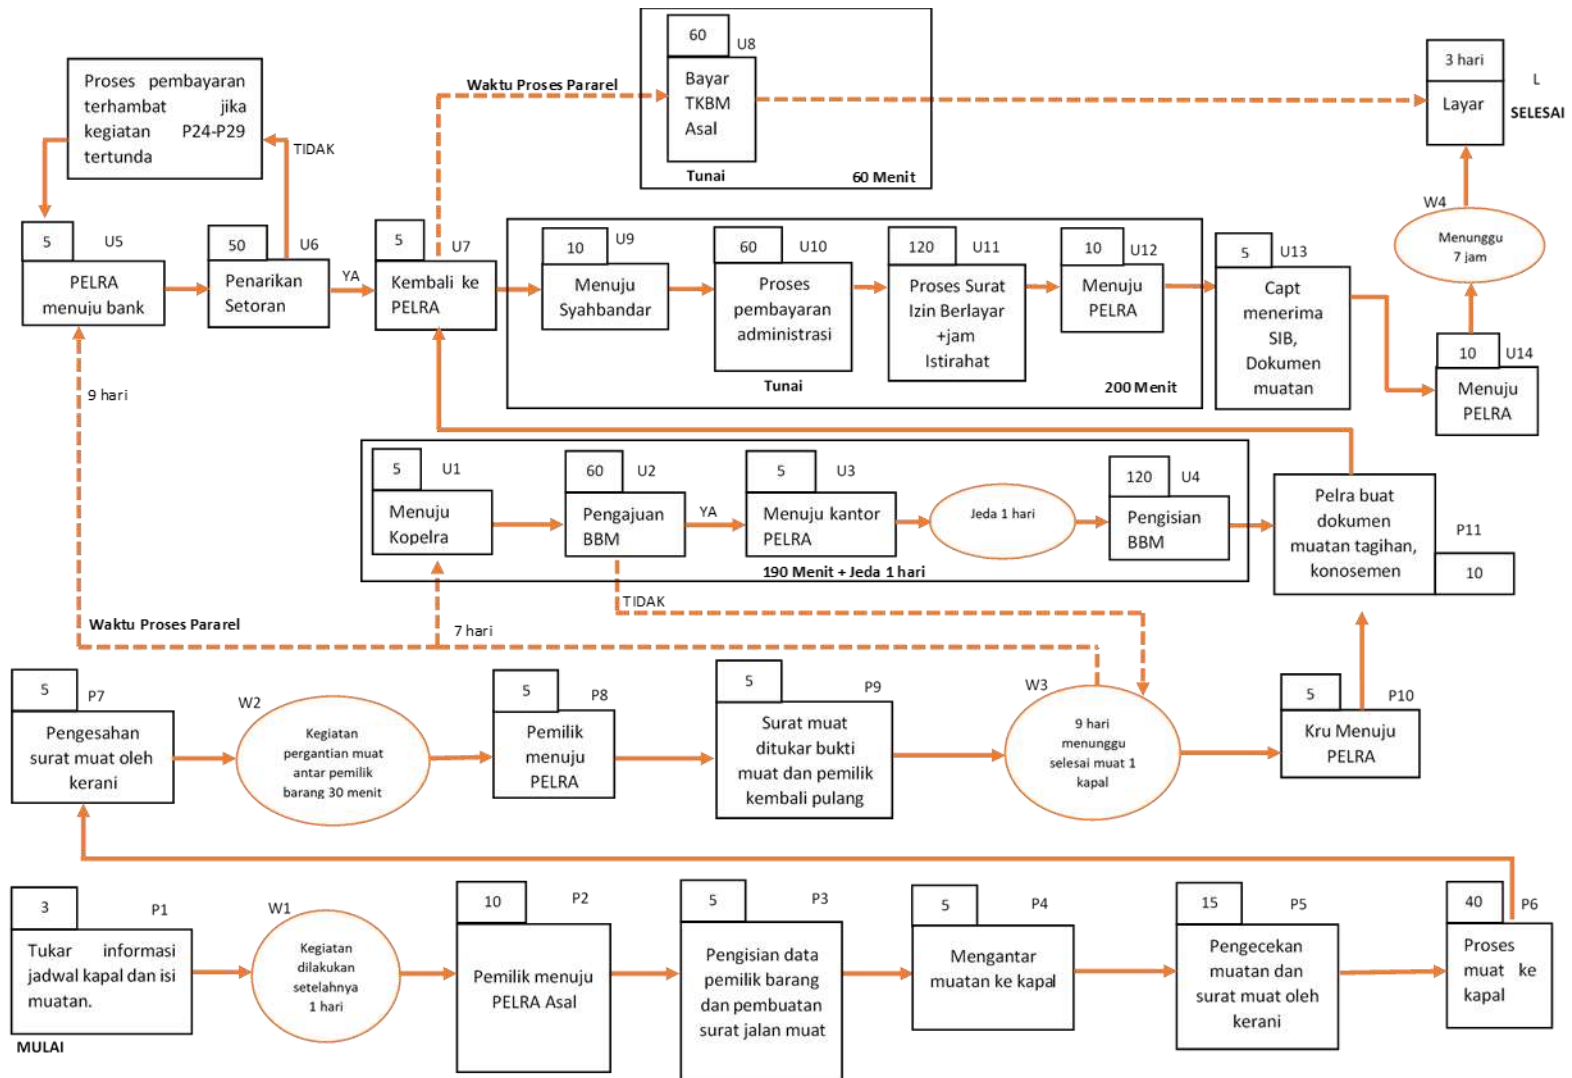 60
U8
Bayar
TKBM
Asal
Tunai
60 Menit
Waktu Proses Pararel
3 hari
L
Layar
SELESAI
Proses pembayaran
terhambat jika
kegiatan P24-P29
tertunda
TIDAK
W4
Menunggu
7 jam
5
U5
PELRA
menuju bank
50
U6
Penarikan
Setoran
YA
5
U7
Kembali ke
PELRA
10
U9
Menuju
Syahbandar
60
U10
Proses
pembayaran
administrasi
Tunai
120
U11
Proses Surat
Izin Berlayar
+jam
Istirahat
10
U12
Menuju
PELRA
200 Menit
5
U13
Capt
menerima
SIB,
Dokumen
muatan
10
U14
Menuju
PELRA
9 hari
5
U1
Menuju
Kopelra
60
U2
Pengajuan
BBM
YA
5
U3
Menuju kantor
PELRA
Jeda 1 hari
120
U4
Pengisian
BBM
190 Menit + Jeda 1 hari
Pelra buat
dokumen
muatan tagihan,
konosemen
P11
10
TIDAK
Waktu Proses Pararel
7 hari
5
P7
Pengesahan
surat muat oleh
kerani
W2
Kegiatan
pergantian muat
antar pemilik
barang 30 menit
5
P8
Pemilik
menuju
PELRA
5
P9
Surat muat
ditukar bukti
muat dan pemilik
kembali pulang
W3
9 hari
menunggu
selesai muat 1
kapal
5
P10
Kru Menuju
PELRA
3
P1
Tukar informasi
jadwal kapal dan isi
muatan.
MULAI
W1
Kegiatan
dilakukan
setelahnya
1 hari
10
P2
Pemilik menuju
PELRA Asal
5
P3
Pengisian data
pemilik barang
dan pembuatan
surat jalan muat
5
P4
Mengantar
muatan ke kapal
15
P5
Pengecekan
muatan dan
surat muat oleh
kerani
40
P6
Proses
muat ke
kapal